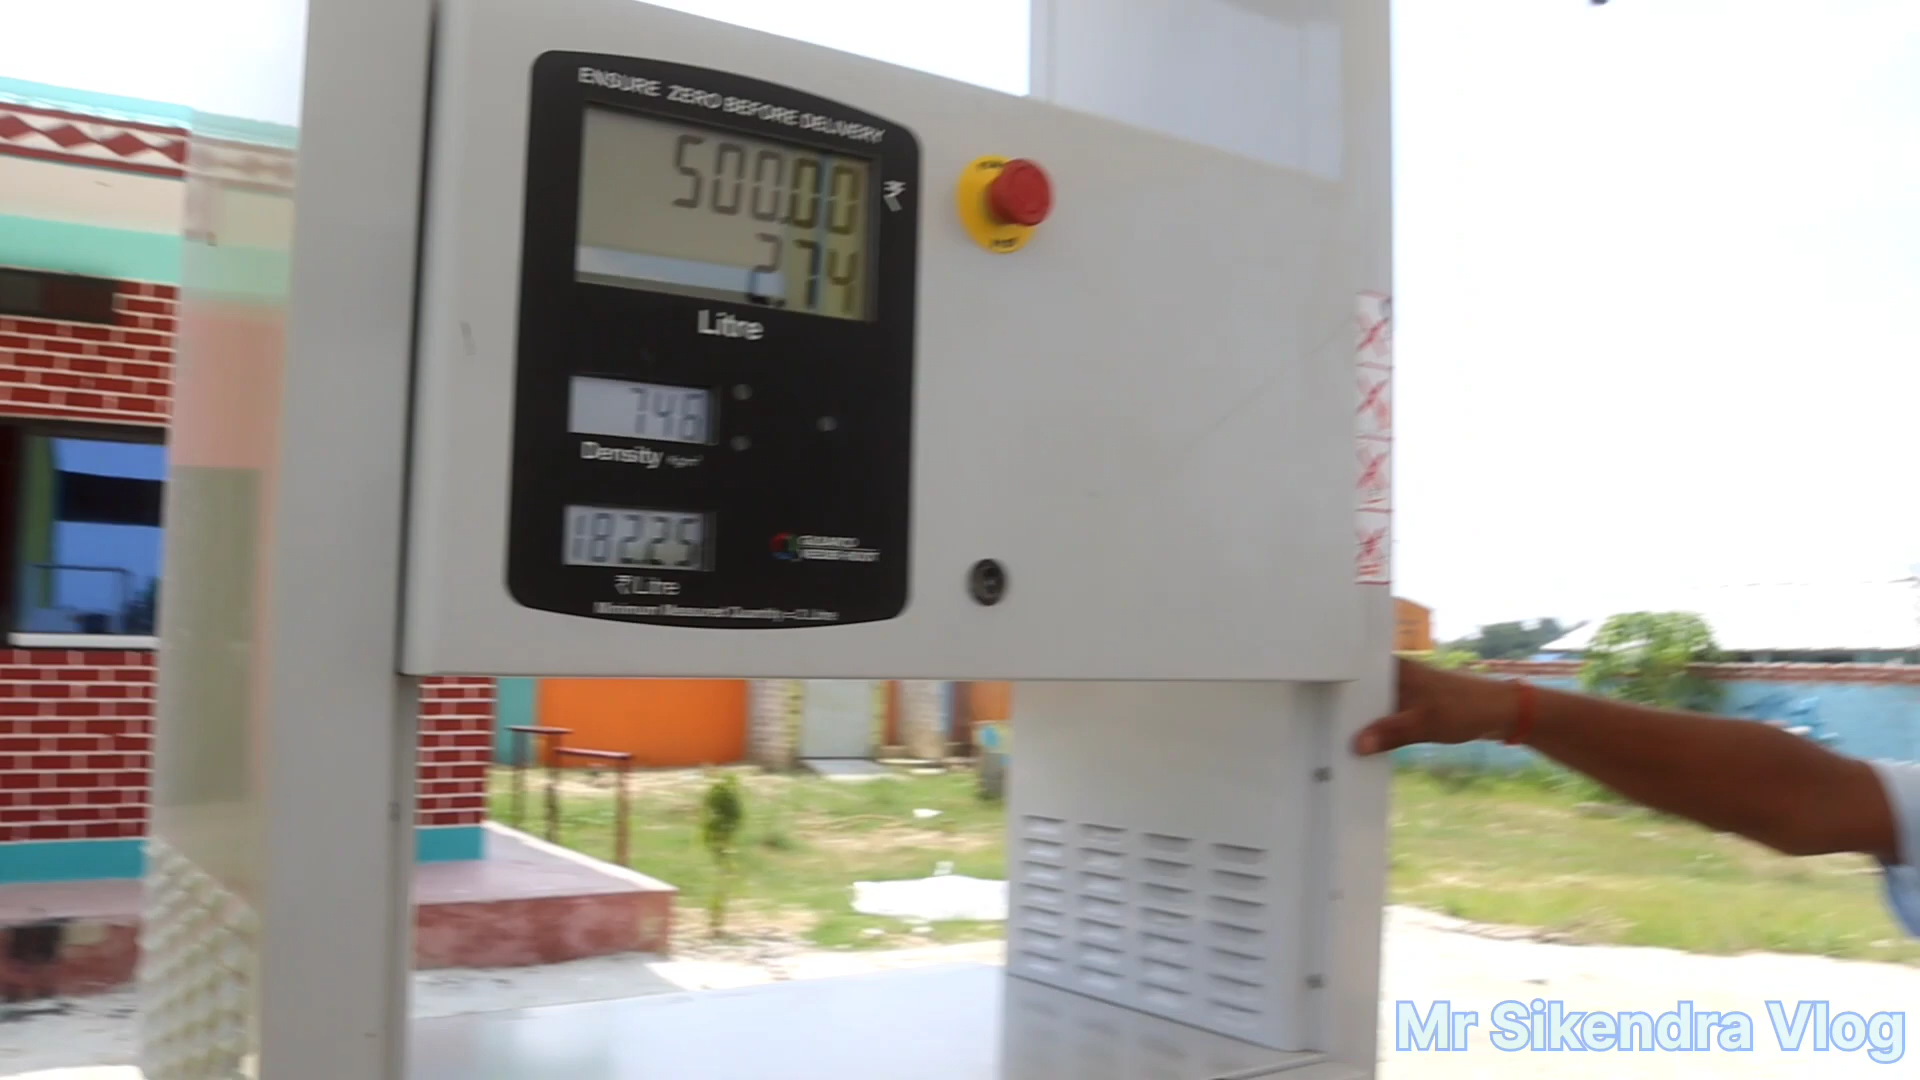 ENSURE ZERO BEFORE DELIVERY
500.00
₹
2.74
Litre
748
Density
182.25
₹/Litre
Mr Sikendra Vlog